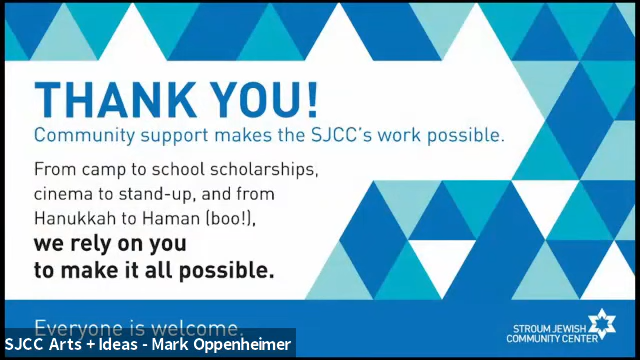 THANK YOU!
Community support makes the SJCC's work possible.
From camp to school scholarships,
cinema to stand-up, and from
Hanukkah to Haman (boo!),
we rely on you
to make it all possible.
Everyone is welcome.
STROUM JEWISH
COMMUNITY CENTER
SJCC Arts + Ideas - Mark Oppenheimer